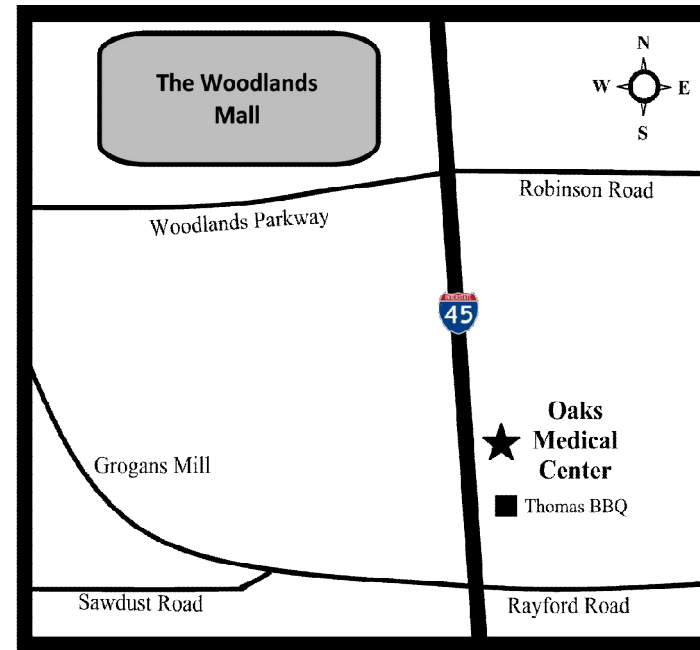 The Woodlands
Mall
N
W
E
S
Robinson Road
Woodlands Parkway
INTERSTATE
45
Oaks
Medical
Center
Grogans Mill
Thomas BBQ
Sawdust Road
Rayford Road